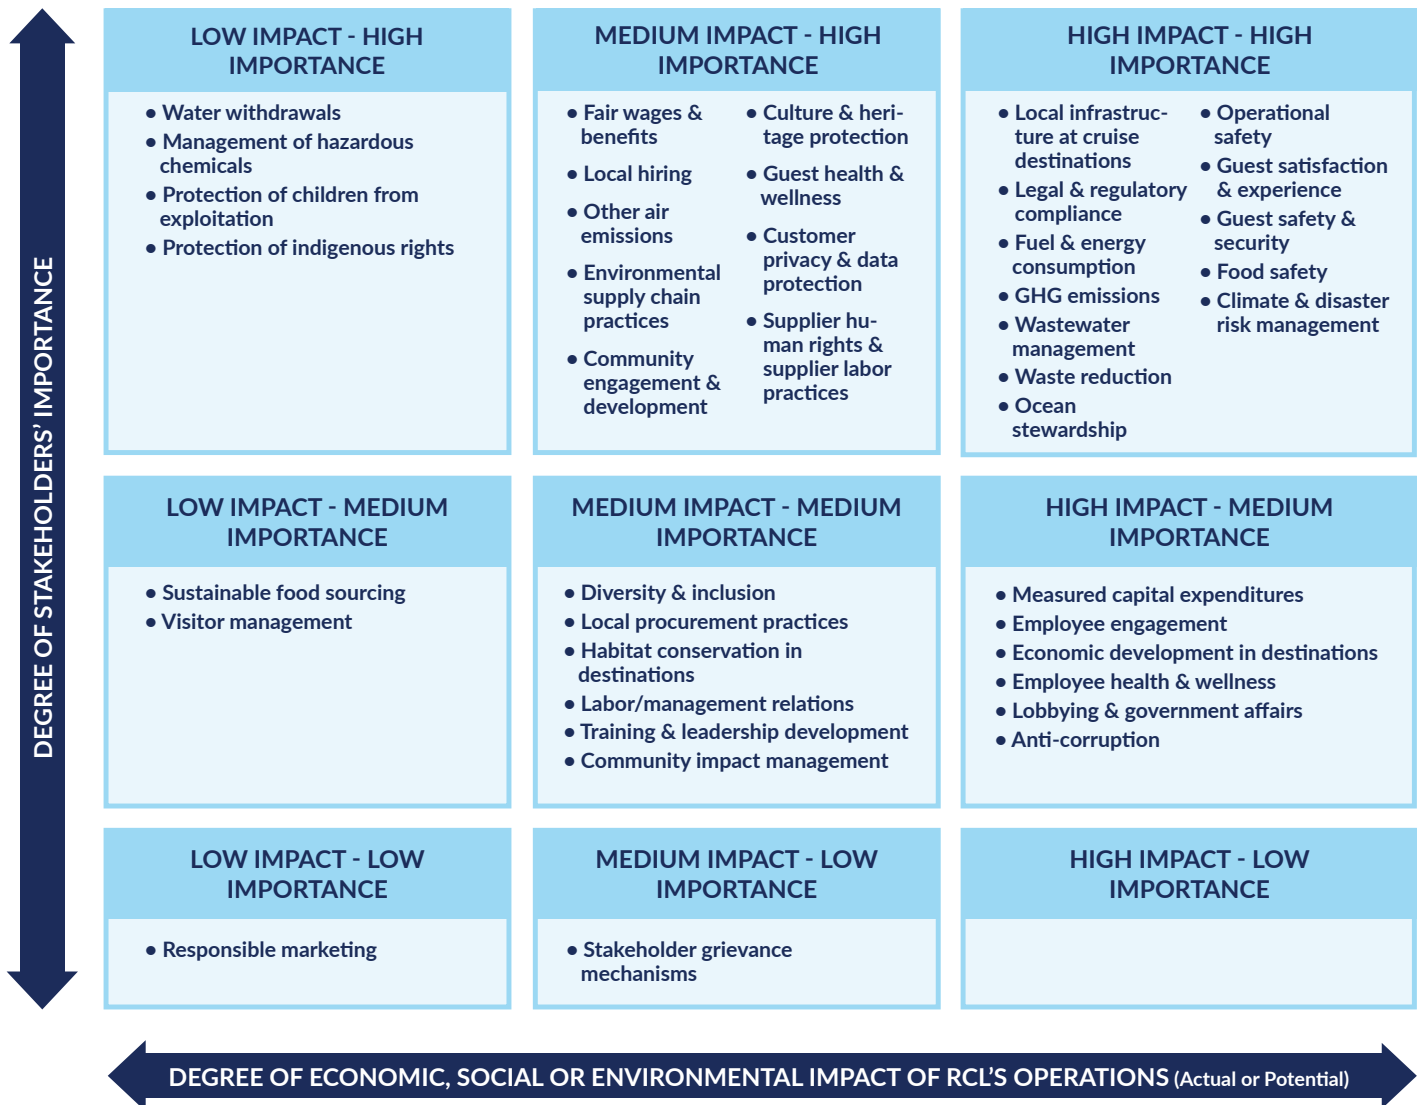 DEGREE OF STAKEHOLDERS' IMPORTANCE
LOW IMPACT - HIGH
IMPORTANCE
• Water withdrawals
• Management of hazardous
chemicals
• Protection of children from
exploitation
• Protection of indigenous rights
MEDIUM IMPACT - HIGH
IMPORTANCE
• Fair wages &
benefits
• Local hiring
• Other air
emissions
• Environmental
supply chain
practices
• Community
engagement &
development
• Culture & heri-
tage protection
• Guest health &
wellness
• Customer
privacy & data
protection
• Supplier hu-
man rights &
supplier labor
practices
HIGH IMPACT - HIGH
IMPORTANCE
• Local infrastruc-
ture at cruise
destinations
• Legal & regulatory
compliance
• Fuel & energy
consumption
• GHG emissions
• Wastewater
management
• Waste reduction
• Ocean
stewardship
• Operational
safety
• Guest satisfaction
& experience
• Guest safety &
security
• Food safety
• Climate & disaster
risk management
LOW IMPACT - MEDIUM
IMPORTANCE
• Sustainable food sourcing
• Visitor management
MEDIUM IMPACT - MEDIUM
IMPORTANCE
• Diversity & inclusion
• Local procurement practices
• Habitat conservation in
destinations
• Labor/management relations
• Training & leadership development
• Community impact management
HIGH IMPACT - MEDIUM
IMPORTANCE
• Measured capital expenditures
• Employee engagement
• Economic development in destinations
• Employee health & wellness
• Lobbying & government affairs
• Anti-corruption
LOW IMPACT - LOW
IMPORTANCE
• Responsible marketing
MEDIUM IMPACT - LOW
IMPORTANCE
• Stakeholder grievance
mechanisms
HIGH IMPACT - LOW
IMPORTANCE
DEGREE OF ECONOMIC, SOCIAL OR ENVIRONMENTAL IMPACT OF RCL'S OPERATIONS (Actual or Potential)